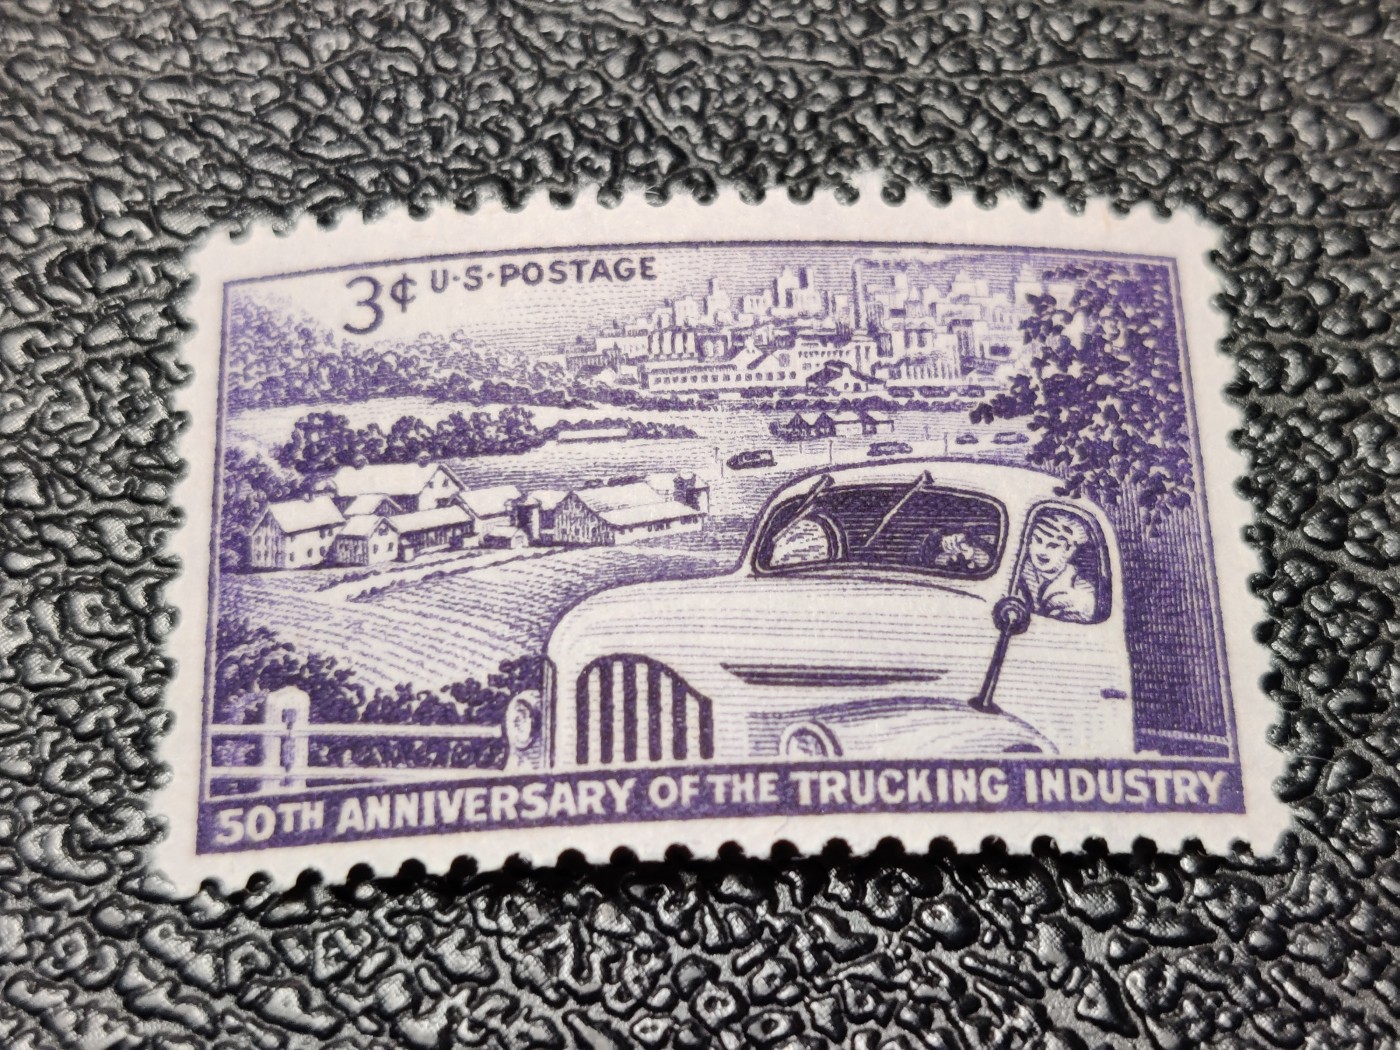 3¢ U·S·POSTAGE
50TH ANNIVERSARY OF THE TRUCKING INDUSTRY